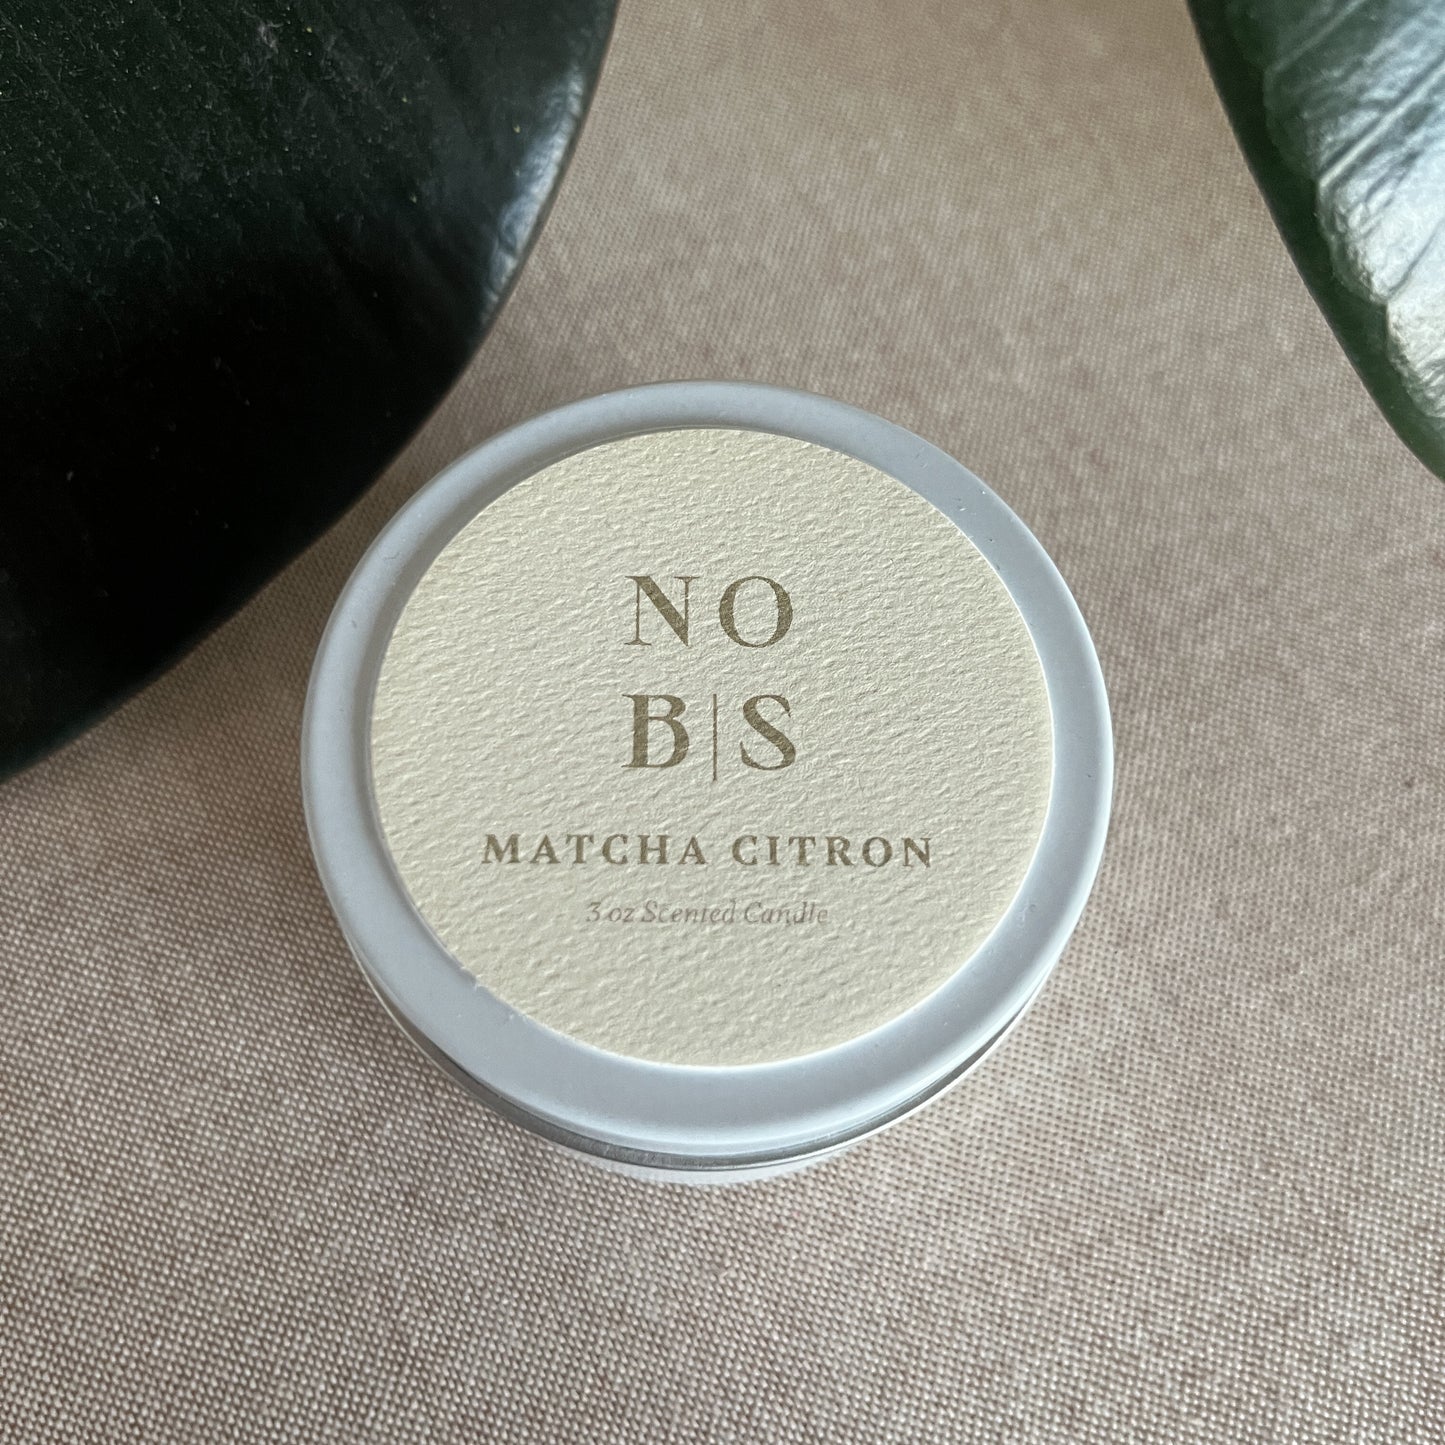 NO
B|S
MATCHA CITRON
3 oz Scented Candle